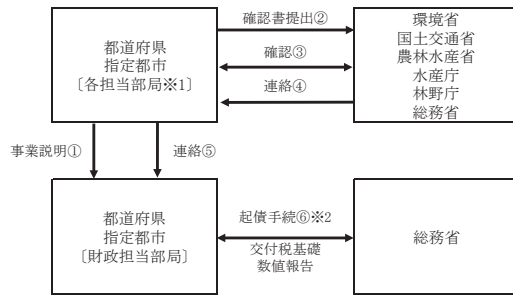 都道府県
指定都市
〔各担当部局※1〕
確認書提出②
確認③
連絡④
環境省
国土交通省
農林水産省
水産庁
林野庁
総務省
事業説明①
連絡⑤
都道府県
指定都市
〔財政担当部局〕
起債手続⑥※2
交付税基礎
数値報告
総務省